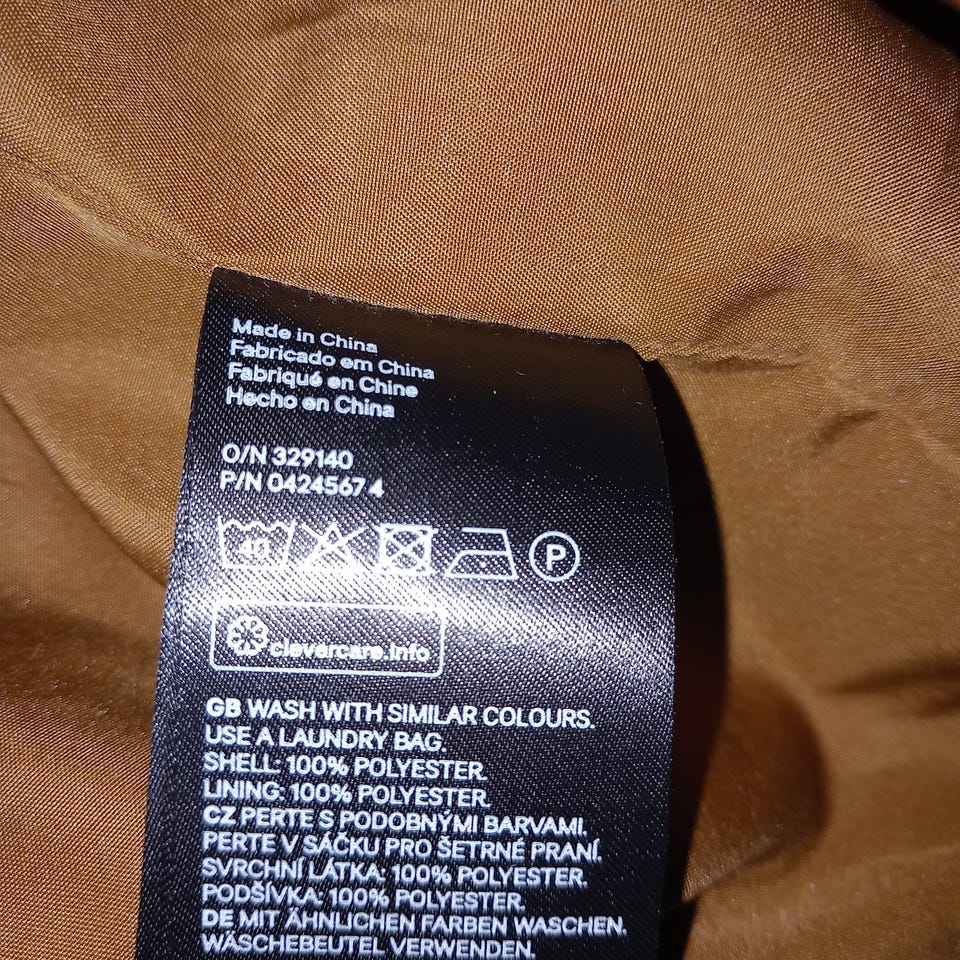 Made in China
Fabricado em China
Fabriqué en Chine
Hecho en China
O/N 329140
P/N 0424567 4
40 P
clevercare.info
GB WASH WITH SIMILAR COLOURS.
USE A LAUNDRY BAG.
SHELL: 100% POLYESTER.
LINING: 100% POLYESTER.
CZ PERTE S PODOBNÝMI BARVAMI.
PERTE V SÁČKU PRO ŠETRNÉ PRANÍ.
SVRCHNÍ LÁTKA: 100% POLYESTER.
PODŠÍVKA: 100% POLYESTER.
DE MIT ÄHNLICHEN FARBEN WASCHEN.
WÄSCHEBEUTEL VERWENDEN.